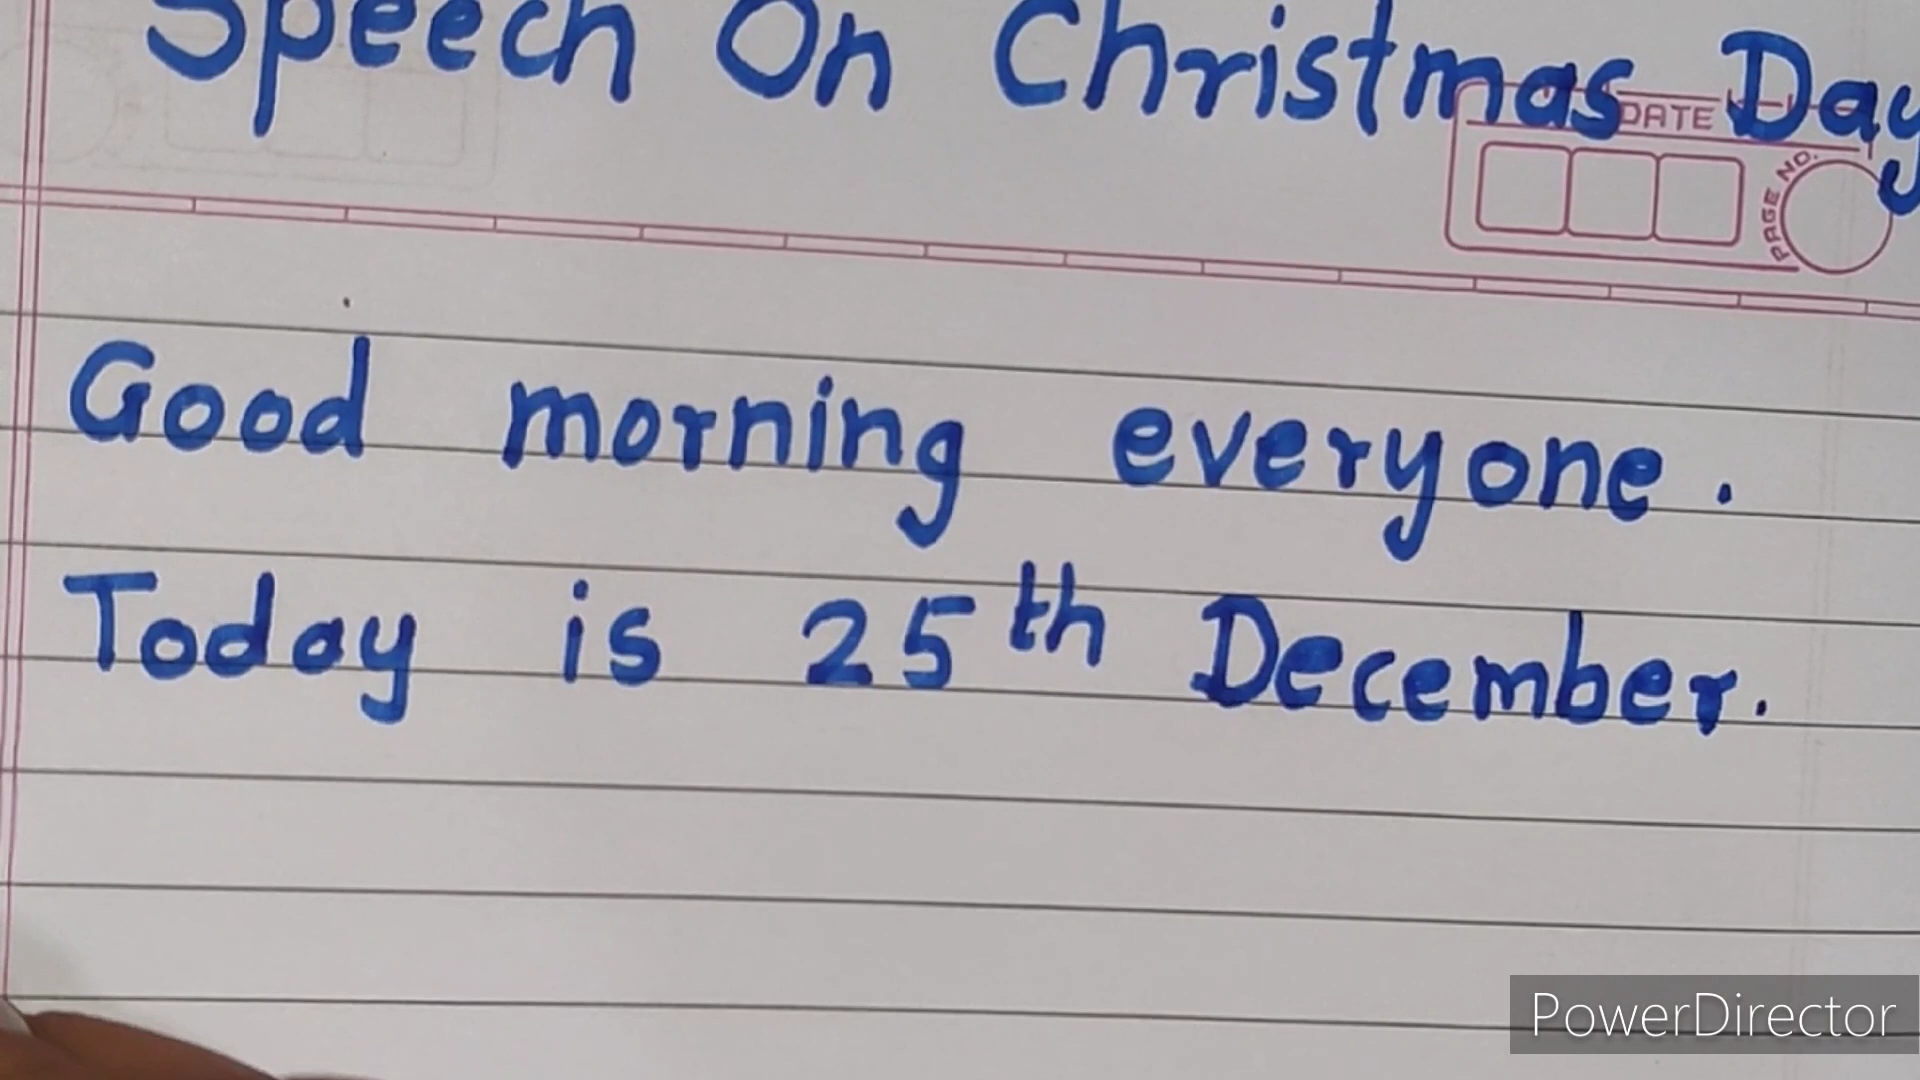 Speech On Christmas Day
DATE
PAGE NO.
Good morning everyone.
Today is 25th December.
PowerDirector